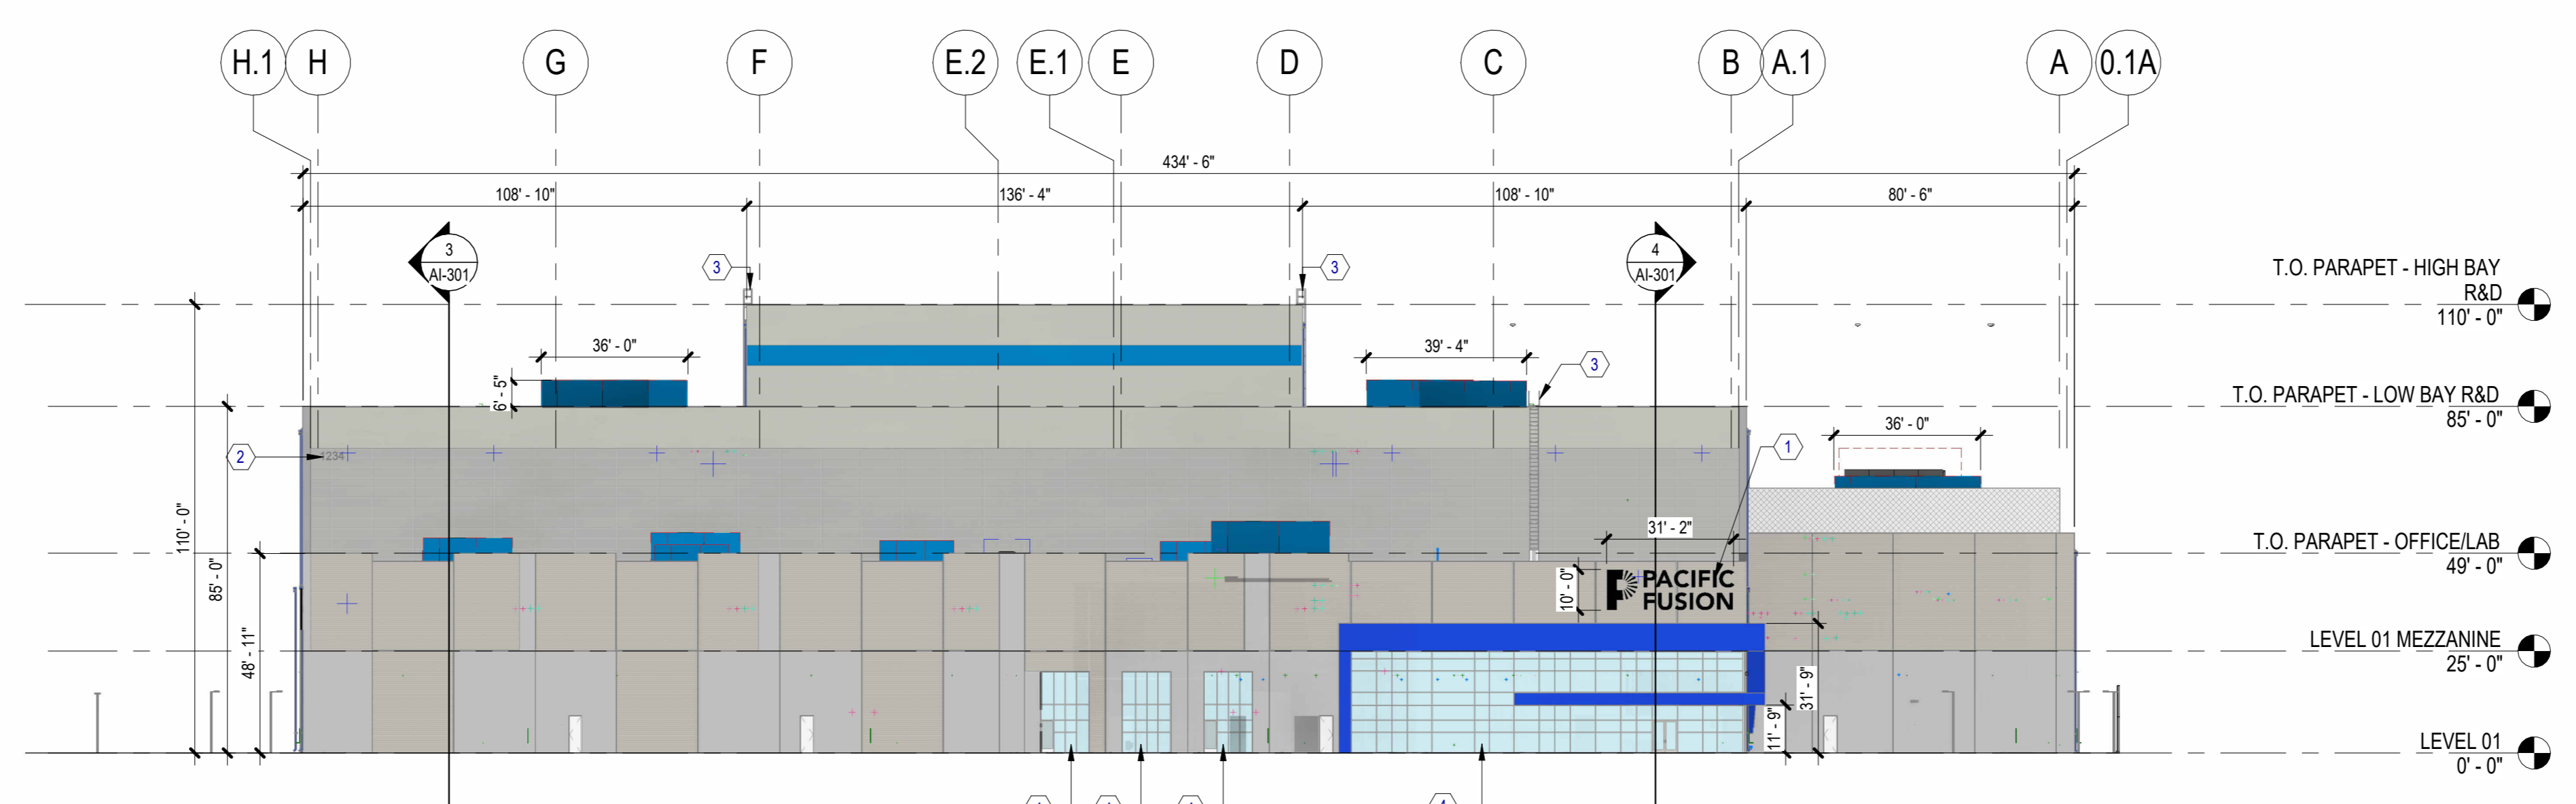 H.1 H G F E.2 E.1 E D C B A.1 A 0.1A
434' - 6"
108' - 10" 136' - 4" 108' - 10" 80' - 6"
3
AI-301
4
AI-301
3 3
T.O. PARAPET - HIGH BAY
R&D
110' - 0"
36' - 0" 39' - 4" 3
6' - 5"
T.O. PARAPET - LOW BAY R&D
85' - 0"
36' - 0"
2 1234 1
110' - 0"
85' - 0"
48' - 11"
31' - 2"
T.O. PARAPET - OFFICE/LAB
49' - 0"
10' - 0"
PACIFIC
FUSION
LEVEL 01 MEZZANINE
25' - 0"
31' - 9"
11' - 9"
LEVEL 01
0' - 0"